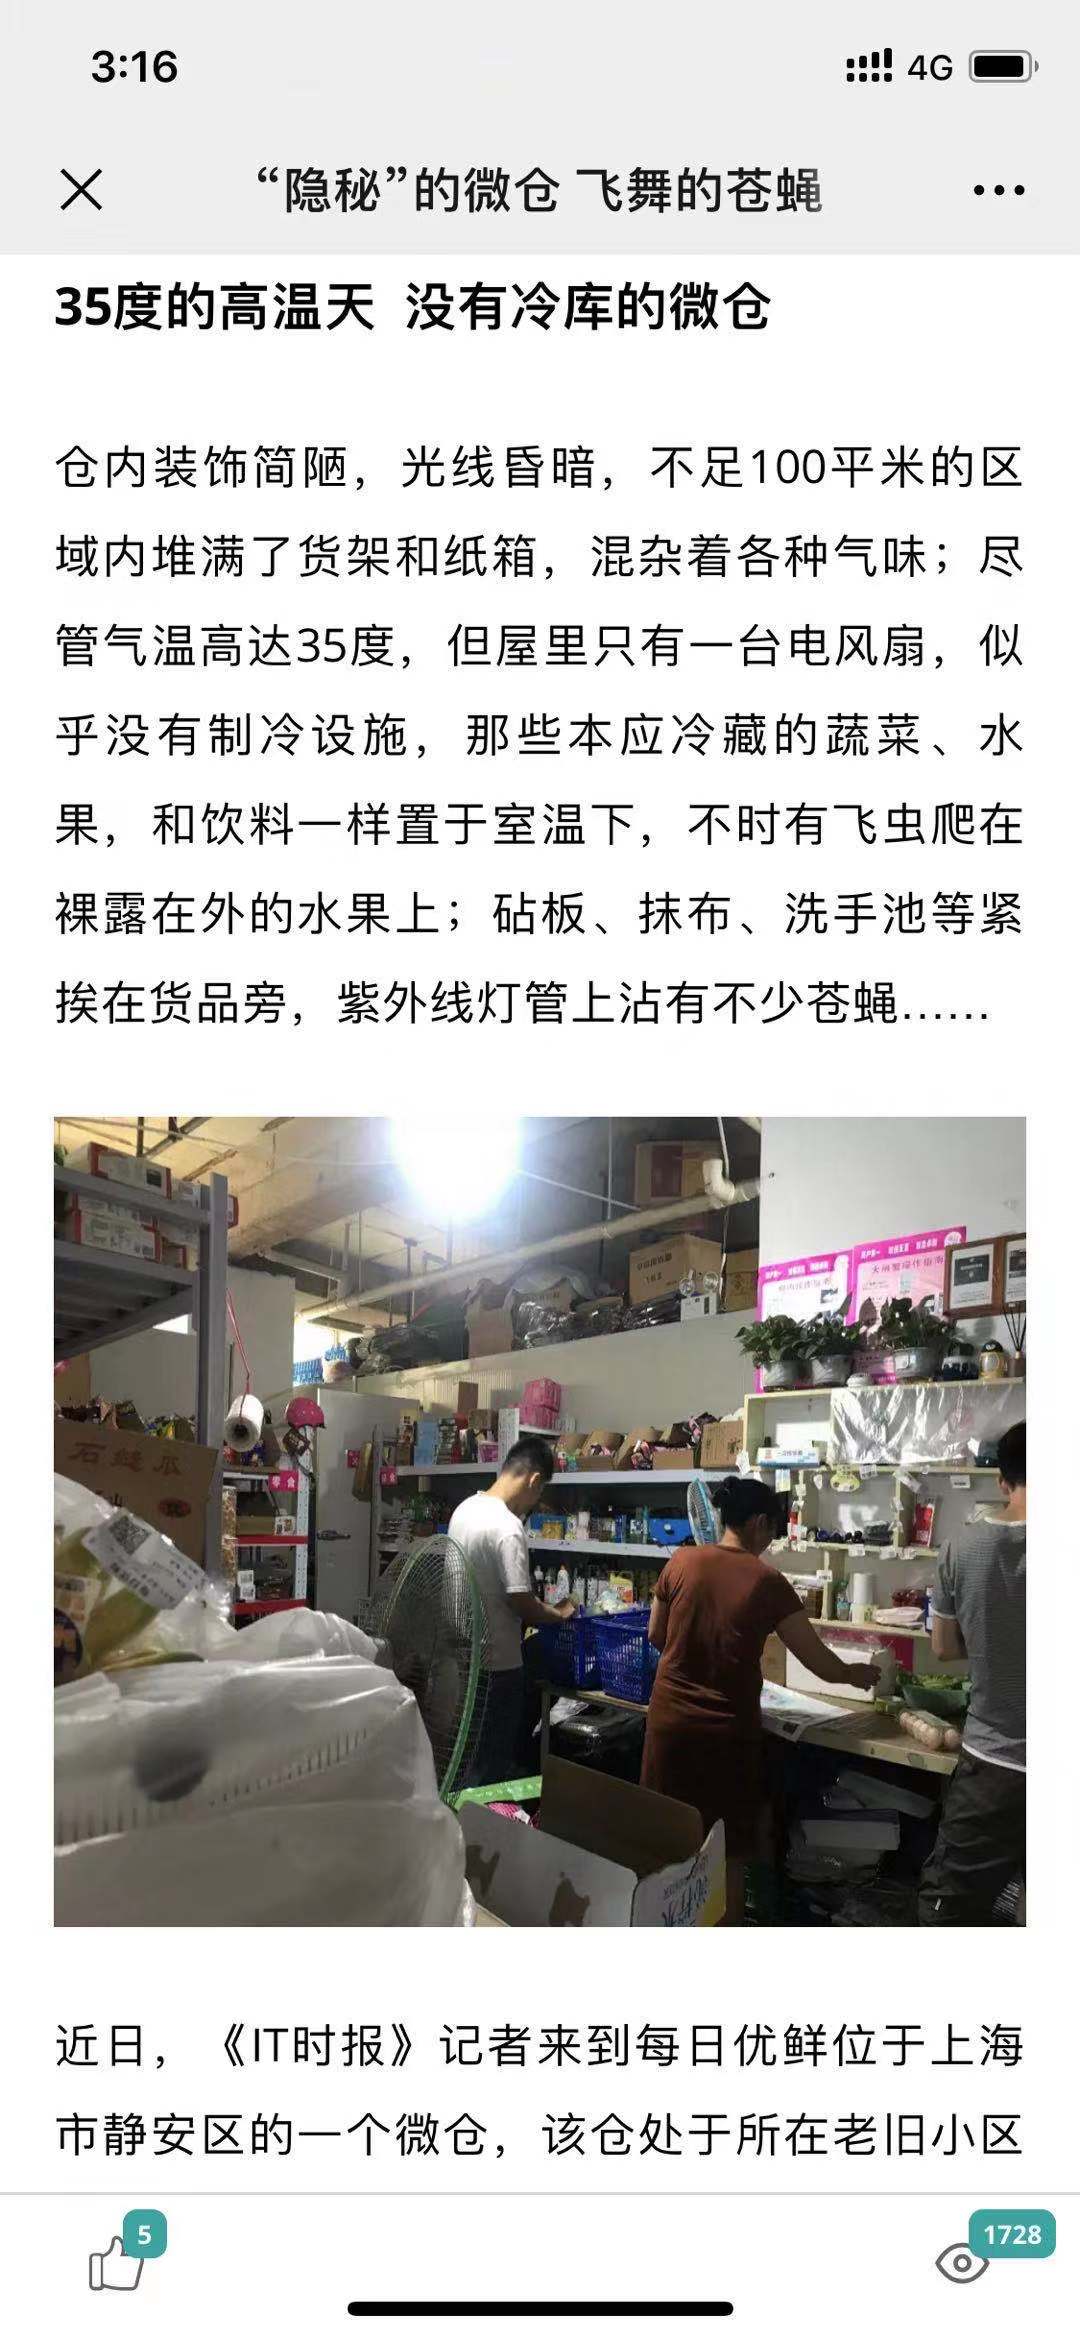 3:16
4G
“隐秘”的微仓 飞舞的苍蝇
35度的高温天 没有冷库的微仓
仓内装饰简陋，光线昏暗，不足100平米的区
域内堆满了货架和纸箱，混杂着各种气味；尽
管气温高达35度，但屋里只有一台电风扇，似
乎没有制冷设施，那些本应冷藏的蔬菜、水
果，和饮料一样置于室温下，不时有飞虫爬在
裸露在外的水果上；砧板、抹布、洗手池等紧
挨在货品旁，紫外线灯管上沾有不少苍蝇……
石缝瓜
零食
近日，《IT时报》记者来到每日优鲜位于上海
市静安区的一个微仓，该仓处于所在老旧小区
5
1728